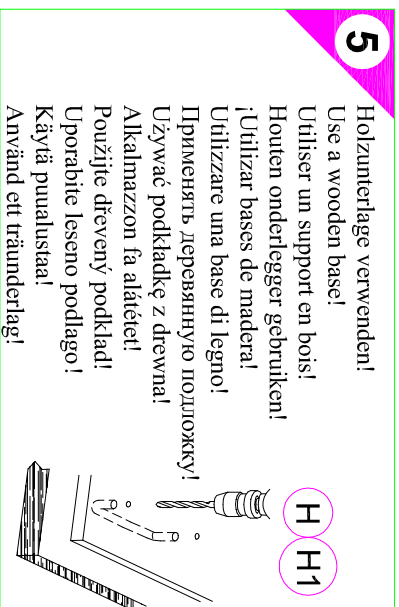 5
Holzunterlage verwenden!
Use a wooden base!
Utiliser un support en bois!
Houten onderlegger gebruiken!
¡Utilizar bases de madera!
Utilizzare una base di legno!
Применять деревянную подложку!
Używać podkładkę z drewna!
Alkalmazzon fa alátétet!
Použijte dřevený podklad!
Uporabite leseno podlago!
Käytä puualustaa!
Använd ett träunderlag!
H H1